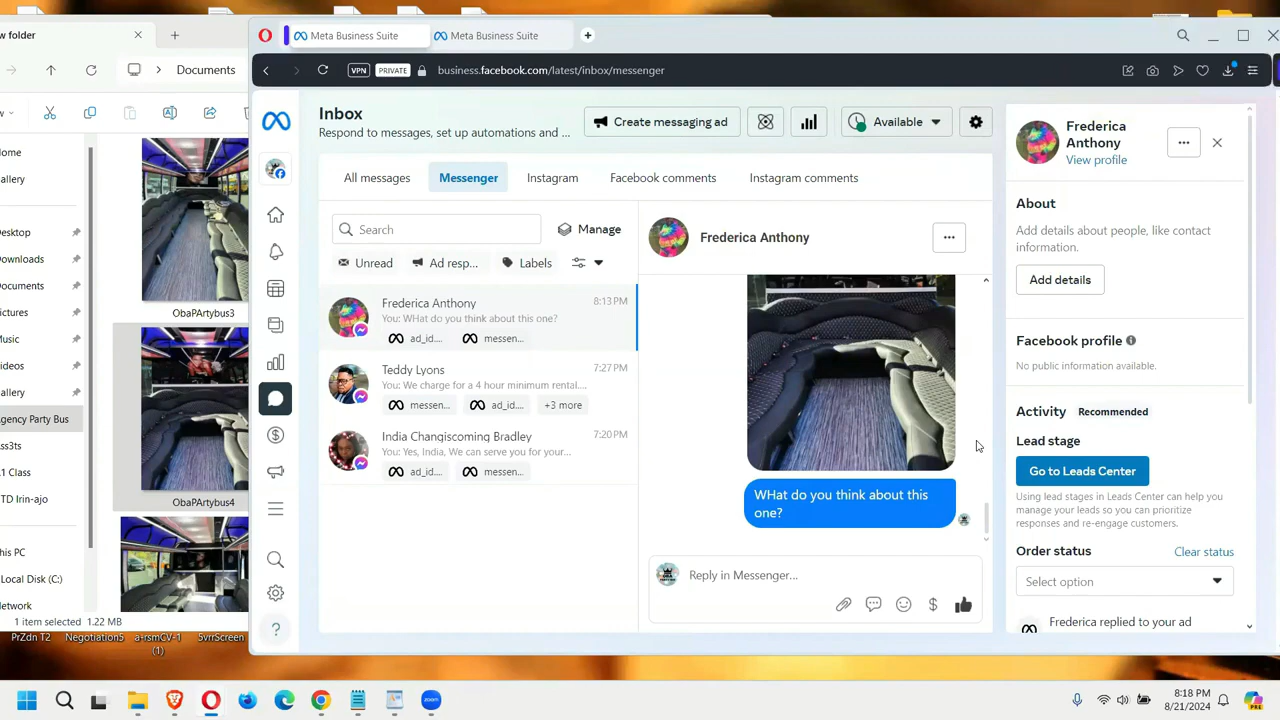 w folder
Documents
ome
allery
esktop
ownloads
ocuments
ictures
usic
ideos
allery
gency Party Bus
ss3ts
1 Class
TD Irin-ajo
his PC
Local Disk (C:)
etwork
ObaPArtybus3
ObaPArtybus4
1 item selected 1.22 MB
PrZdn T2
Negotiation5
a-rsmCV-1
(1)
5vrrScreen
Meta Business Suite
Meta Business Suite
VPN
PRIVATE
business.facebook.com/latest/inbox/messenger
Inbox
Respond to messages, set up automations and ...
Create messaging ad
Available
All messages
Messenger
Instagram
Facebook comments
Instagram comments
Search
Manage
Unread
Ad resp...
Labels
Frederica Anthony
8:13 PM
You: WHat do you think about this one?
ad_id....
messen...
Teddy Lyons
7:27 PM
You: We charge for a 4 hour minimum rental....
messen...
ad_id....
+3 more
India Changiscoming Bradley
7:20 PM
You: Yes, India, We can serve you for your...
ad_id....
messen...
Frederica Anthony
WHat do you think about this
one?
Reply in Messenger...
Frederica
Anthony
View profile
About
Add details about people, like contact
information.
Add details
Facebook profile
No public information available.
Activity
Recommended
Lead stage
Go to Leads Center
Using lead stages in Leads Center can help you
manage your leads so you can prioritize
responses and re-engage customers.
Order status
Clear status
Select option
Frederica replied to your ad
zoom
8:18 PM
8/21/2024